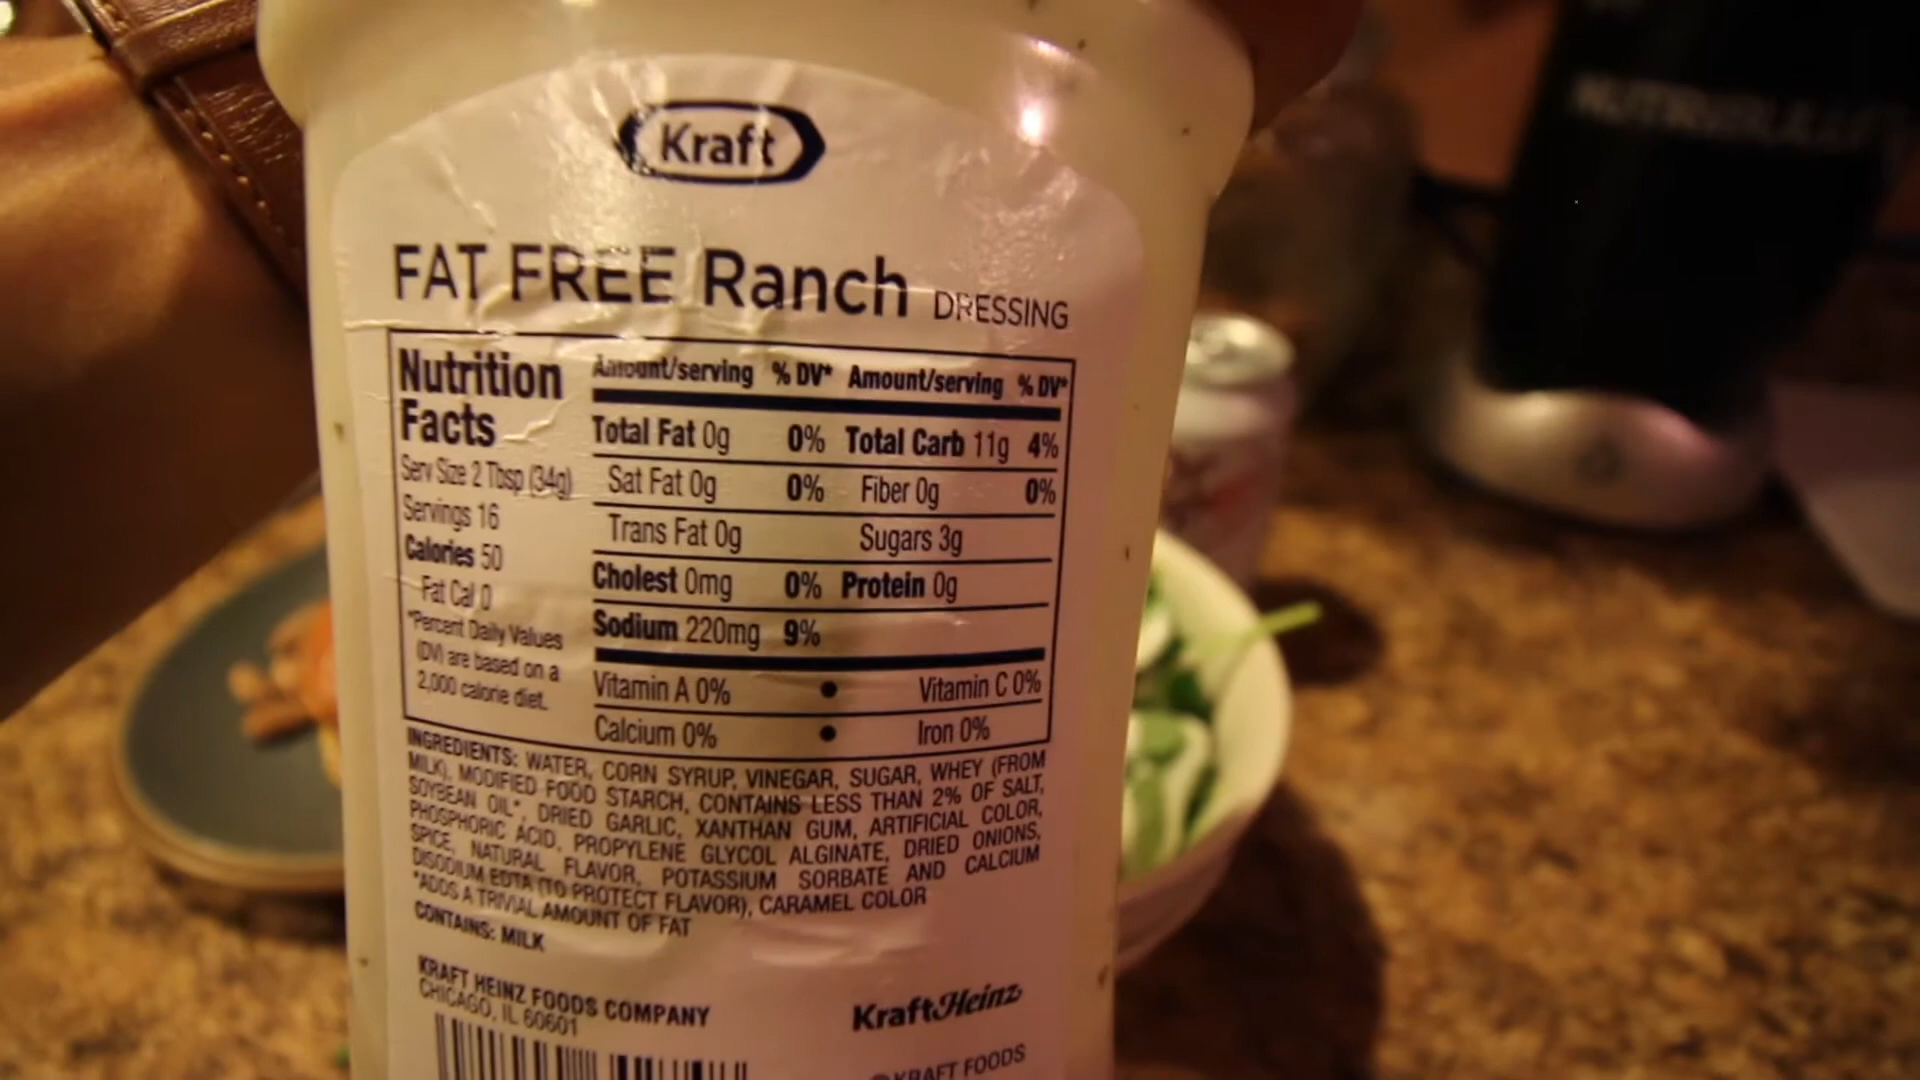 Kraft
FAT FREE Ranch DRESSING
Nutrition
Facts
Serv Size 2 Tbsp (34g)
Servings 16
Calories 50
Fat Cal 0
*Percent Daily Values
(DV) are based on a
2,000 calorie diet.
Amount/serving % DV* Amount/serving % DV*
Total Fat 0g 0% Total Carb 11g 4%
Sat Fat 0g 0% Fiber 0g 0%
Trans Fat 0g Sugars 3g
Cholest 0mg 0% Protein 0g
Sodium 220mg 9%
Vitamin A 0% • Vitamin C 0%
Calcium 0% • Iron 0%
INGREDIENTS: WATER, CORN SYRUP, VINEGAR, SUGAR, WHEY (FROM
MILK), MODIFIED FOOD STARCH, CONTAINS LESS THAN 2% OF SALT,
SOYBEAN OIL*, DRIED GARLIC, XANTHAN GUM, ARTIFICIAL COLOR,
PHOSPHORIC ACID, PROPYLENE GLYCOL ALGINATE, DRIED ONIONS,
SPICE, NATURAL FLAVOR, POTASSIUM SORBATE AND CALCIUM
DISODIUM EDTA (TO PROTECT FLAVOR), CARAMEL COLOR
*ADDS A TRIVIAL AMOUNT OF FAT
CONTAINS: MILK
KRAFT HEINZ FOODS COMPANY
CHICAGO, IL 60601
KraftHeinz
KRAFT FOODS
NUTRIBULLET